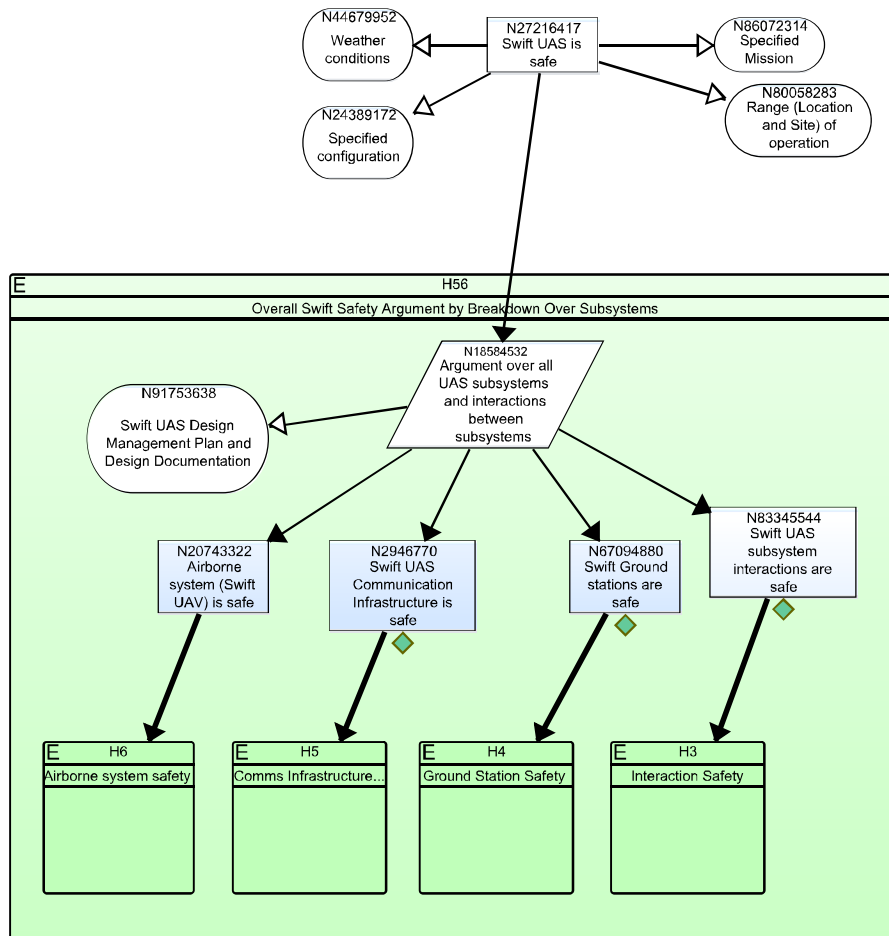 N44679952
Weather
conditions
N27216417
Swift UAS is
safe
N86072314
Specified
Mission
N24389172
Specified
configuration
N80058283
Range (Location
and Site) of
operation
E
H56
Overall Swift Safety Argument by Breakdown Over Subsystems
N18584532
Argument over all
UAS subsystems
and interactions
between
subsystems
N91753638
Swift UAS Design
Management Plan and
Design Documentation
N20743322
Airborne
system (Swift
UAV) is safe
N2946770
Swift UAS
Communication
Infrastructure is
safe
N67094880
Swift Ground
stations are
safe
N83345544
Swift UAS
subsystem
interactions are
safe
E
H6
Airborne system safety
E
H5
Comms Infrastructure...
E
H4
Ground Station Safety
E
H3
Interaction Safety